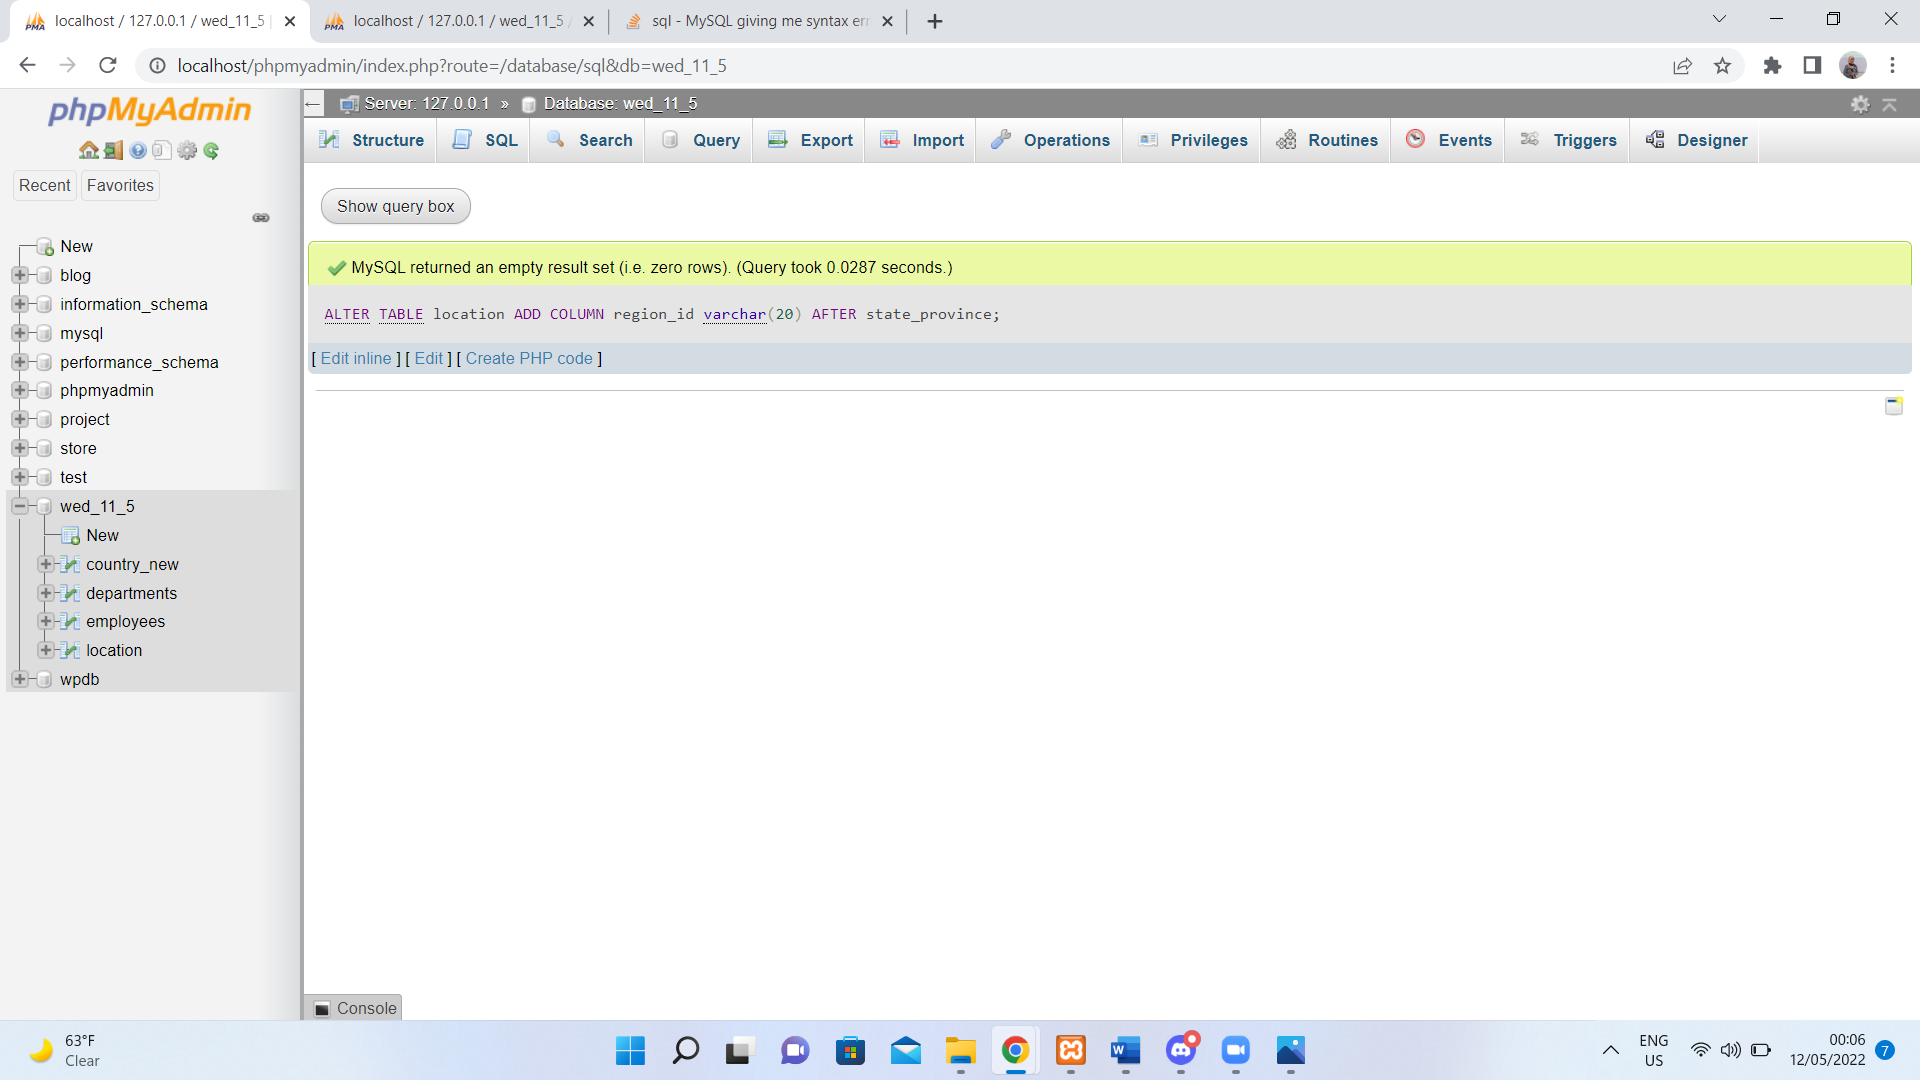 localhost / 127.0.0.1 / wed_11_5
localhost / 127.0.0.1 / wed_11_5
sql - MySQL giving me syntax err
localhost/phpmyadmin/index.php?route=/database/sql&db=wed_11_5
phpMyAdmin
Recent
Favorites
New
blog
information_schema
mysql
performance_schema
phpmyadmin
project
store
test
wed_11_5
New
country_new
departments
employees
location
wpdb
Server: 127.0.0.1 » Database: wed_11_5
Structure
SQL
Search
Query
Export
Import
Operations
Privileges
Routines
Events
Triggers
Designer
Show query box
MySQL returned an empty result set (i.e. zero rows). (Query took 0.0287 seconds.)
ALTER TABLE location ADD COLUMN region_id varchar(20) AFTER state_province;
[ Edit inline ] [ Edit ] [ Create PHP code ]
Console
63°F
Clear
ENG
US
00:06
12/05/2022
7